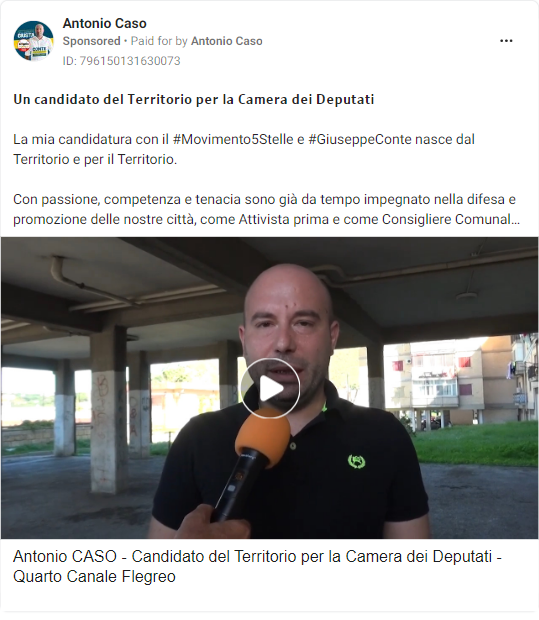 Antonio Caso
Sponsored • Paid for by Antonio Caso
ID: 796150131630073
Un candidato del Territorio per la Camera dei Deputati
La mia candidatura con il #Movimento5Stelle e #GiuseppeConte nasce dal
Territorio e per il Territorio.
Con passione, competenza e tenacia sono già da tempo impegnato nella difesa e
promozione delle nostre città, come Attivista prima e come Consigliere Comunal...
Antonio CASO - Candidato del Territorio per la Camera dei Deputati -
Quarto Canale Flegreo